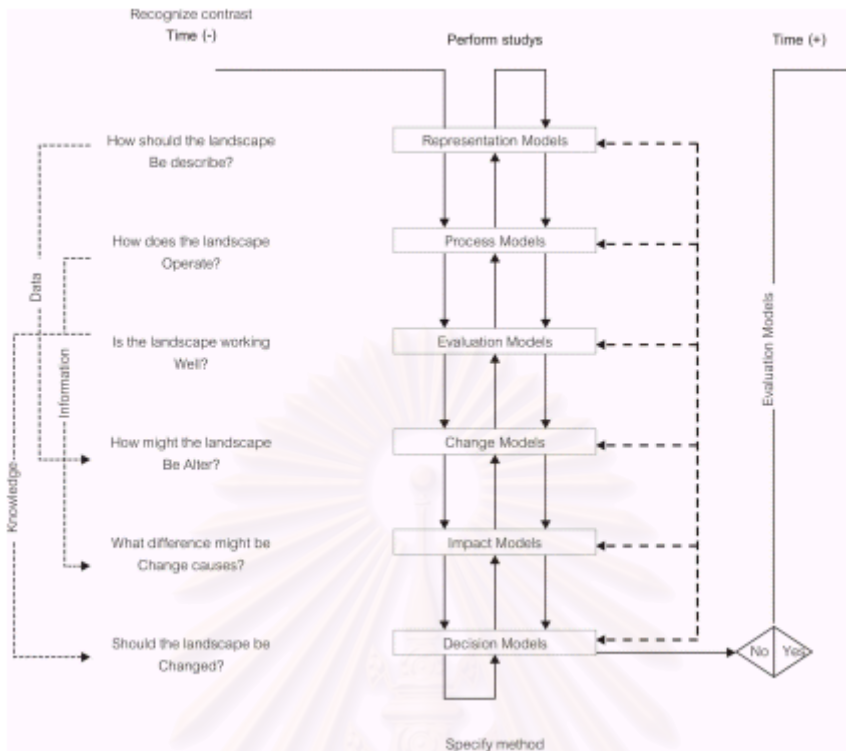 Recognize contrast
Time (-)
Perform studys
Time (+)
How should the landscape
Be describe?
Representation Models
How does the landscape
Operate?
Process Models
Data
Is the landscape working
Well?
Evaluation Models
Information
Evaluation Models
How might the landscape
Be Alter?
Change Models
Knowledge
What difference might be
Change causes?
Impact Models
Should the landscape be
Changed?
Decision Models
No
Yes
Specify method